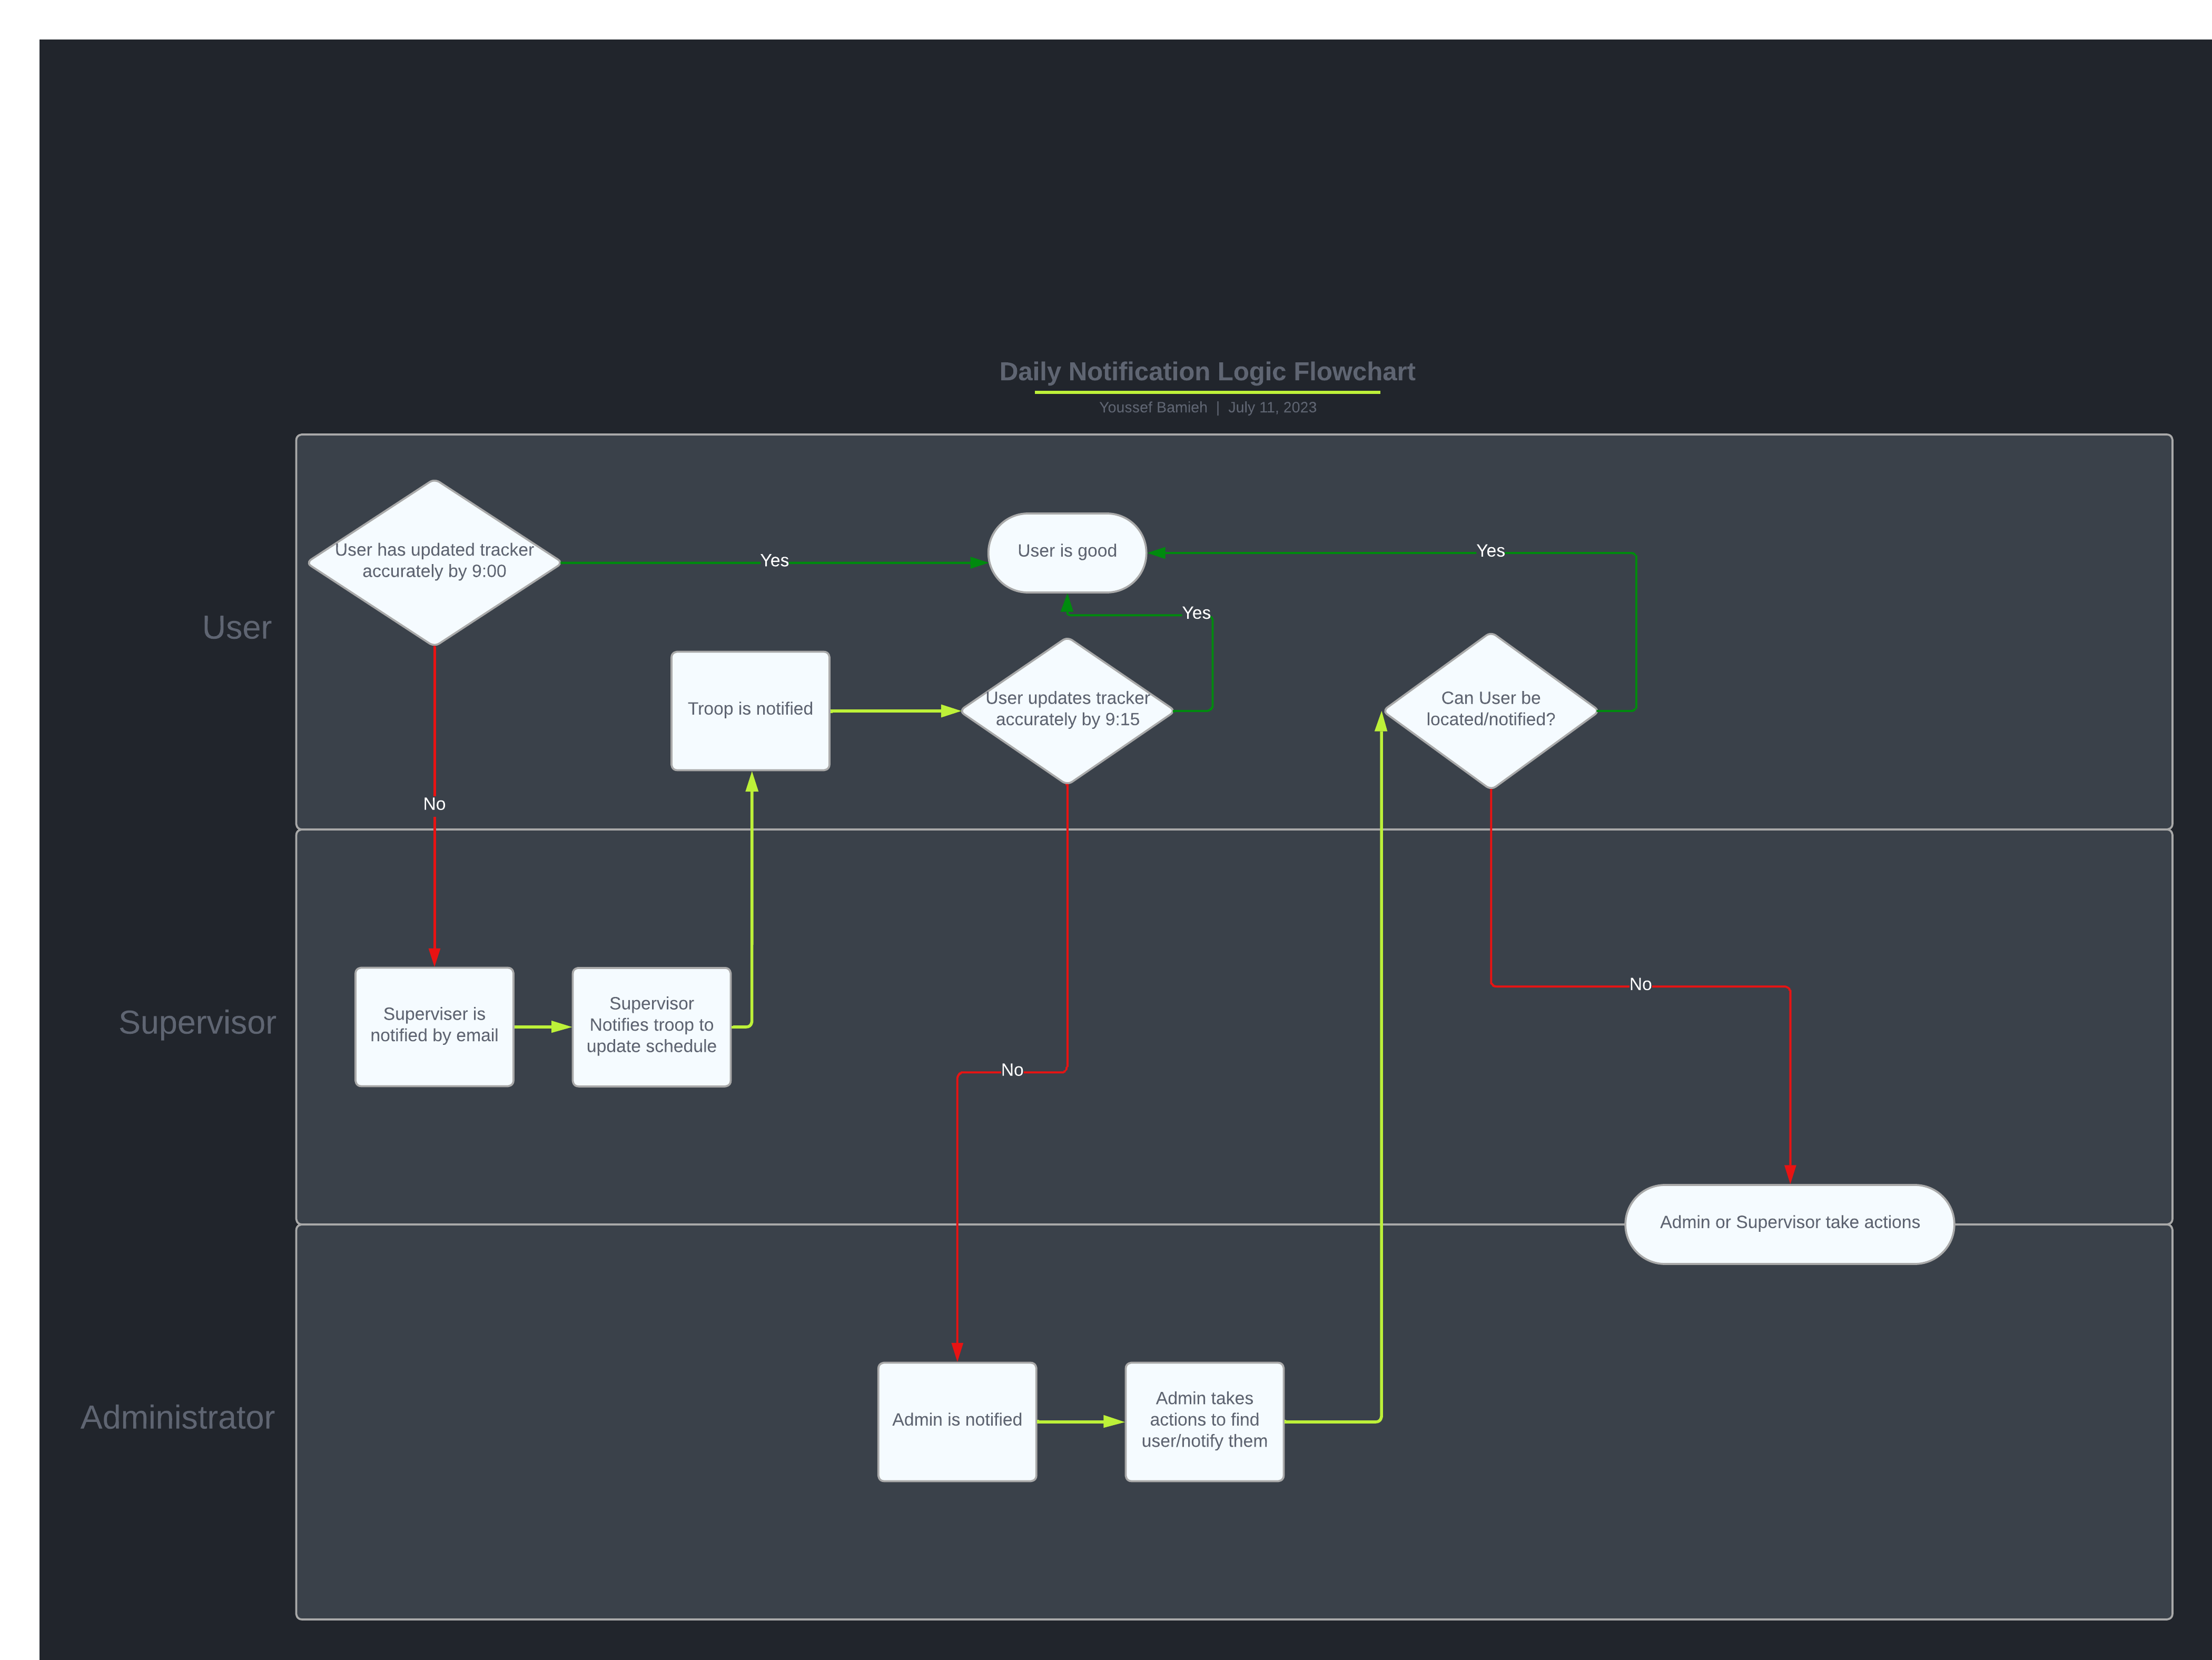 Daily Notification Logic Flowchart
Youssef Bamieh | July 11, 2023
User
User has updated tracker
accurately by 9:00
Yes
User is good
Yes
Yes
Troop is notified
User updates tracker
accurately by 9:15
Can User be
located/notified?
No
Supervisor
Superviser is
notified by email
Supervisor
Notifies troop to
update schedule
No
No
Admin or Supervisor take actions
Administrator
Admin is notified
Admin takes
actions to find
user/notify them